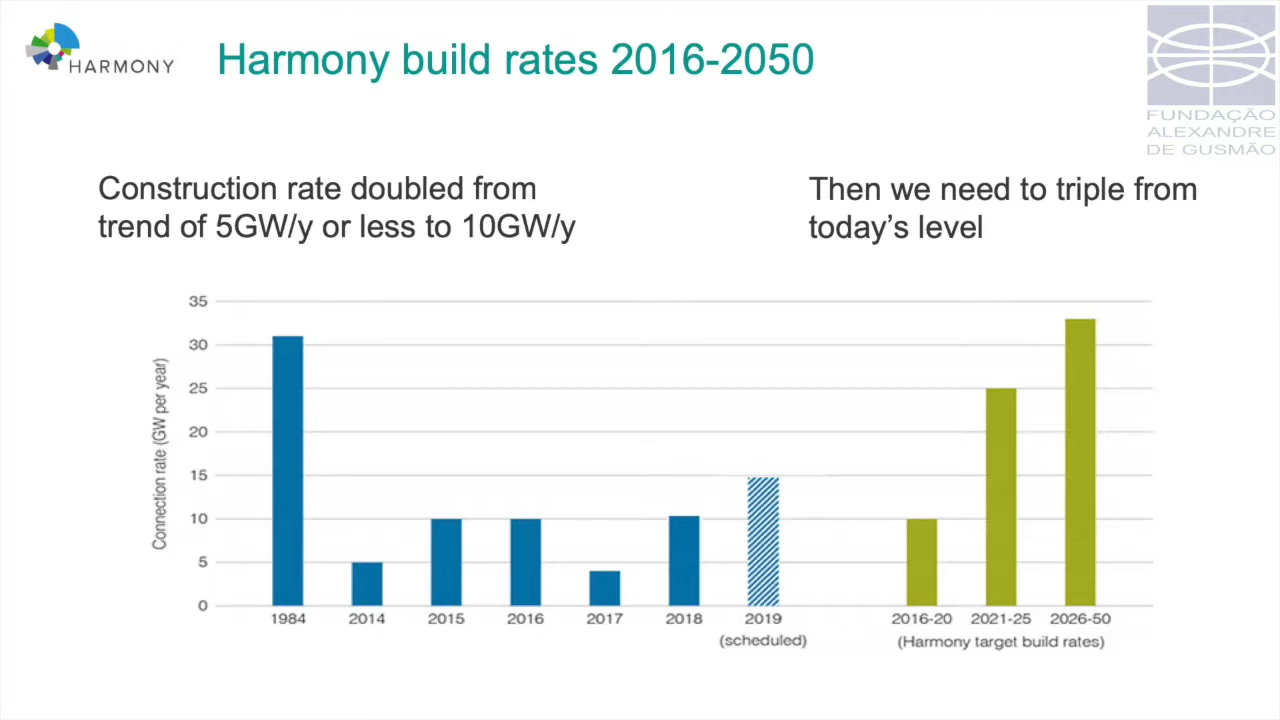 HARMONY
Harmony build rates 2016-2050
FUNDAÇÃO
ALEXANDRE
DE GUSMÃO
Construction rate doubled from
trend of 5GW/y or less to 10GW/y
Then we need to triple from
today’s level
Connection rate (GW per year)
35
30
25
20
15
10
5
0
1984
2014
2015
2016
2017
2018
2019
(scheduled)
2016-20
2021-25
2026-50
(Harmony target build rates)